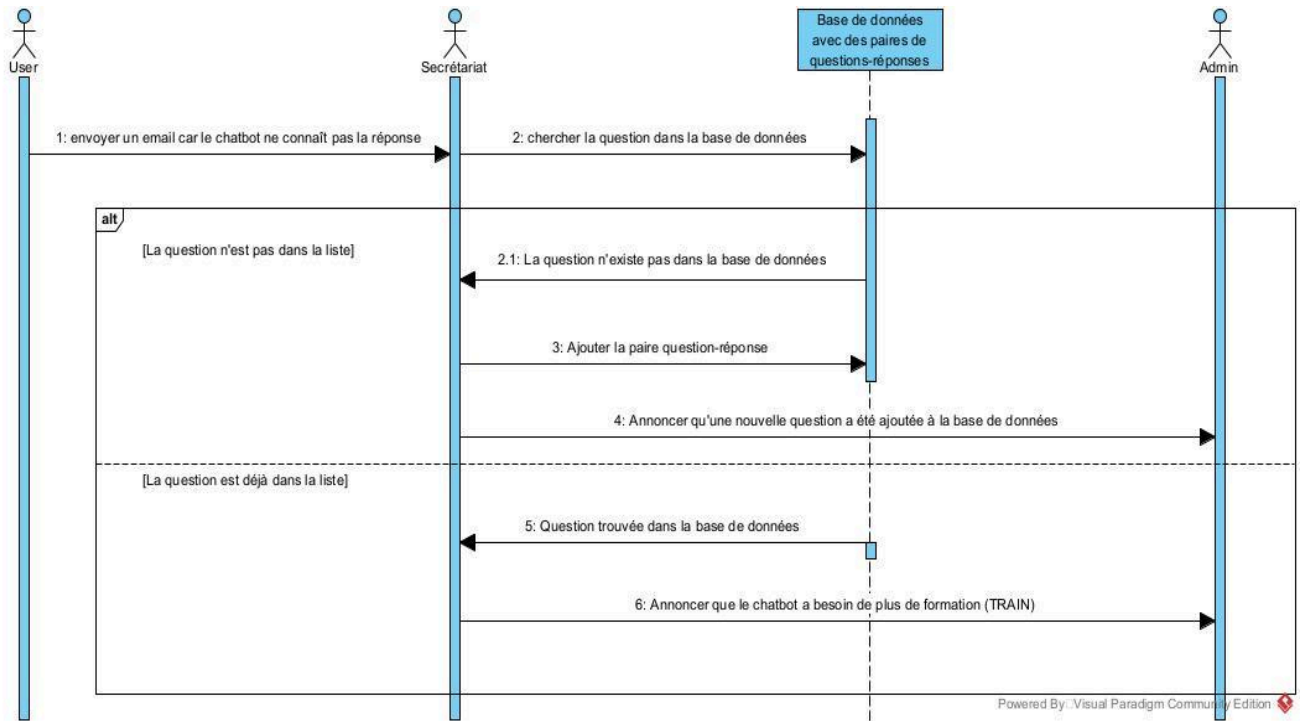 Base de données
avec des paires de
questions-réponses
User
Secrétariat
Admin
1: envoyer un email car le chatbot ne connaît pas la réponse
2: chercher la question dans la base de données
alt
[La question n'est pas dans la liste]
2.1: La question n'existe pas dans la base de données
3: Ajouter la paire question-réponse
4: Annoncer qu'une nouvelle question a été ajoutée à la base de données
[La question est déjà dans la liste]
5: Question trouvée dans la base de données
6: Annoncer que le chatbot a besoin de plus de formation (TRAIN)
Powered By Visual Paradigm Community Edition